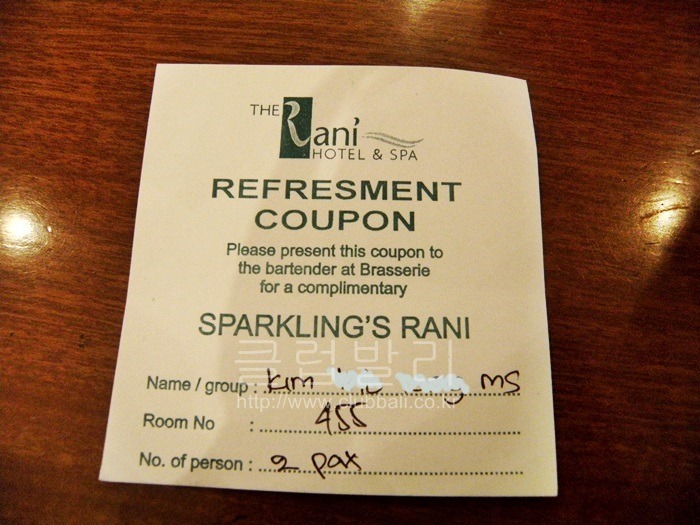 THE Rani
HOTEL & SPA
REFRESMENT
COUPON
Please present this coupon to
the bartender at Brasserie
for a complimentary
SPARKLING'S RANI
클럽발리
Name / group : Kim MS
http://www.clubbali.co.kr
Room No : 455
No. of person : 2 pax